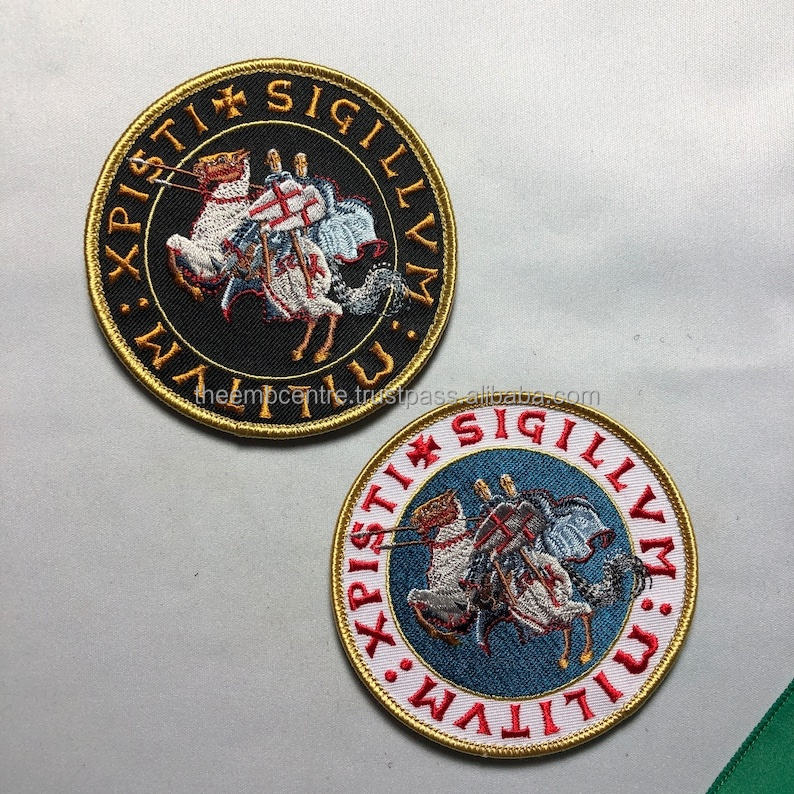 ✠ SIGILLVM : MILITVM : XPISTI
theembcentre.trustpass.alibaba.com
✠ SIGILLVM : MILITVM : XPISTI